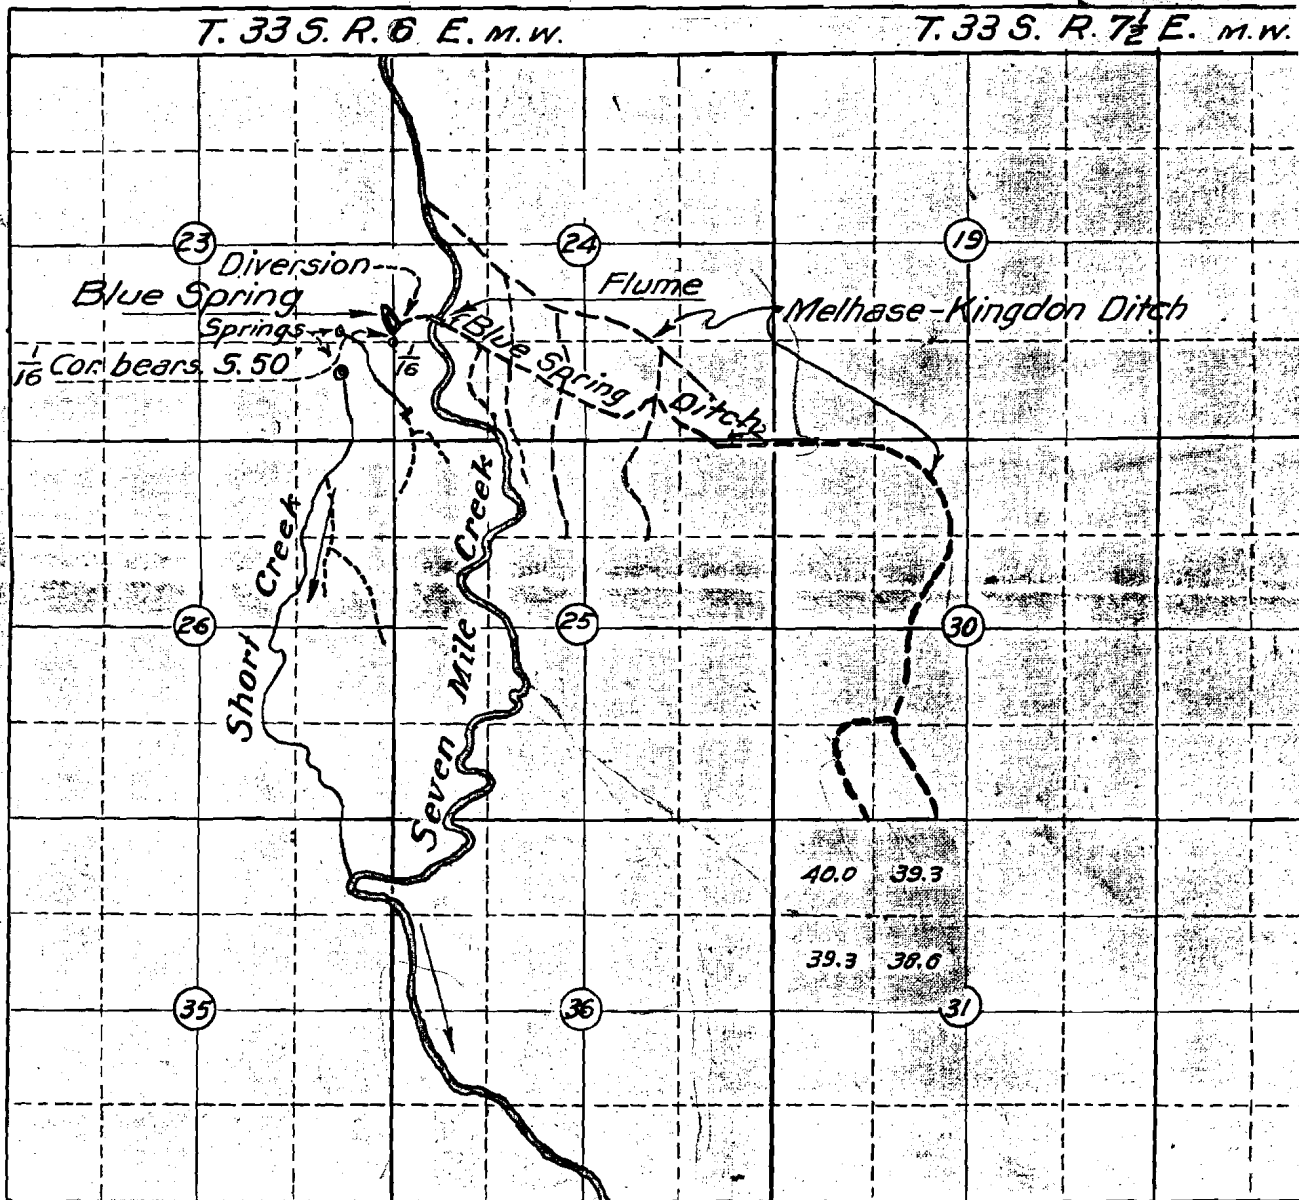 T. 33 S. R. 6 E. M.W.
T. 33 S. R. 7½ E. M.W.
23
24
19
Diversion
Blue Spring
Flume
Melhase-Kingdon Ditch
Springs
Blue Spring Ditch
1/16 Cor. bears S. 50'
1/16
Short Creek
Seven Mile Creek
26
25
30
40.0 39.3
39.3 38.6
35
36
31